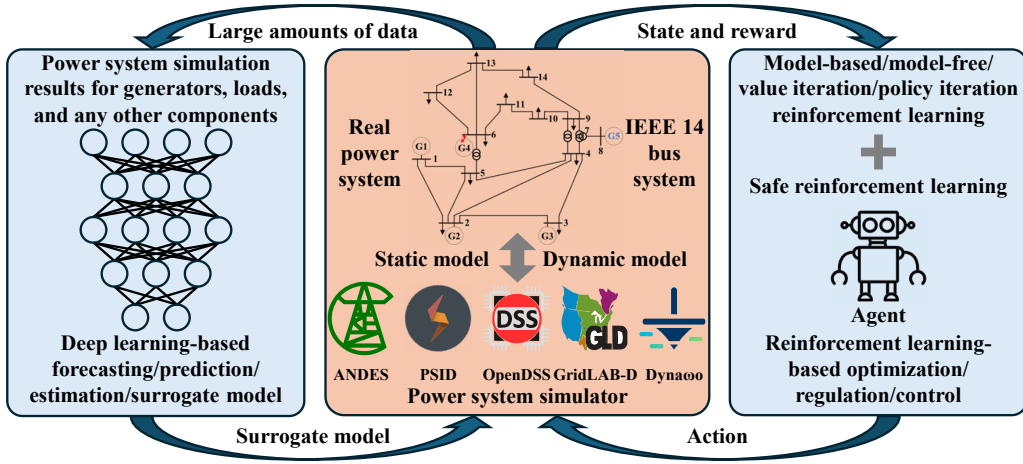 Large amounts of data
State and reward
Power system simulation
results for generators, loads,
and any other components
Deep learning-based
forecasting/prediction/
estimation/surrogate model
Real
power
system
IEEE 14
bus
system
13
14
12
11
10
9
6
G4
7
G5
8
G1
1
4
5
2
G2
3
G3
Static model
Dynamic model
DSS
GLD
ANDES
PSID
OpenDSS
GridLAB-D
Dynaωo
Power system simulator
Model-based/model-free/
value iteration/policy iteration
reinforcement learning
Safe reinforcement learning
Agent
Reinforcement learning-
based optimization/
regulation/control
Surrogate model
Action